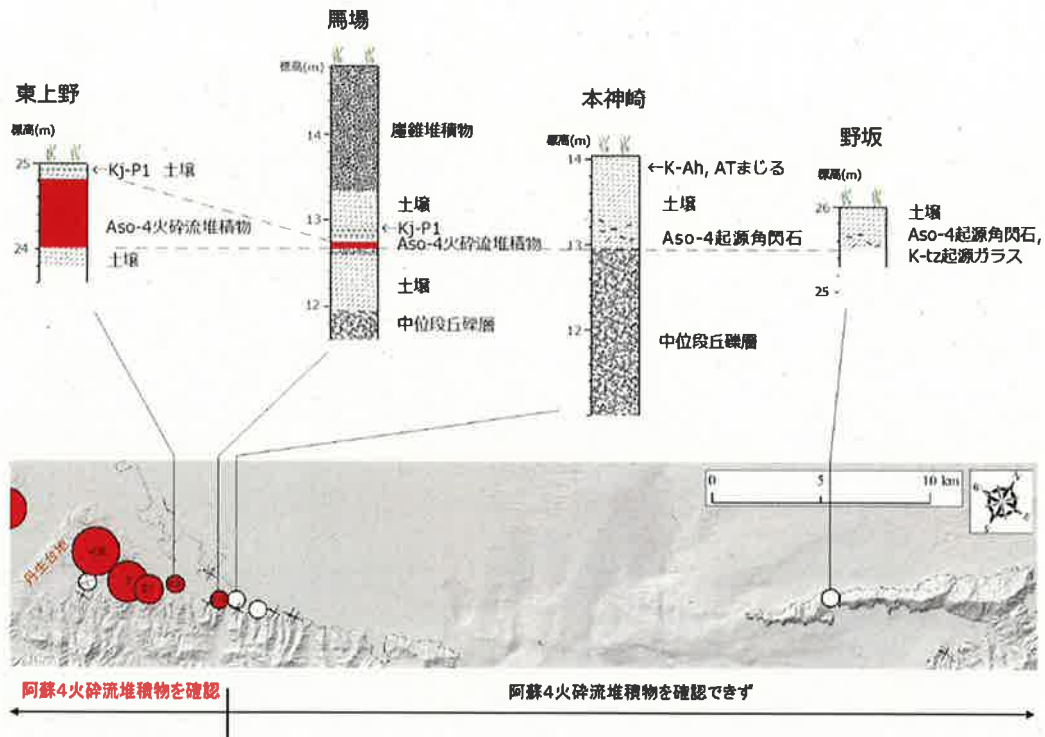 馬場
標高(m)
14
13
12
崖錐堆積物
土壌
←Kj-P1
Aso-4火砕流堆積物
土壌
中位段丘礫層
東上野
標高(m)
25
24
←Kj-P1 土壌
Aso-4火砕流堆積物
土壌
本神崎
標高(m)
14
13
12
←K-Ah, ATまじる
土壌
Aso-4起源角閃石
中位段丘礫層
野坂
標高(m)
26
25
土壌
Aso-4起源角閃石,
K-tz起源ガラス
0 5 10 km
丹生台地
阿蘇4火砕流堆積物を確認
阿蘇4火砕流堆積物を確認できず